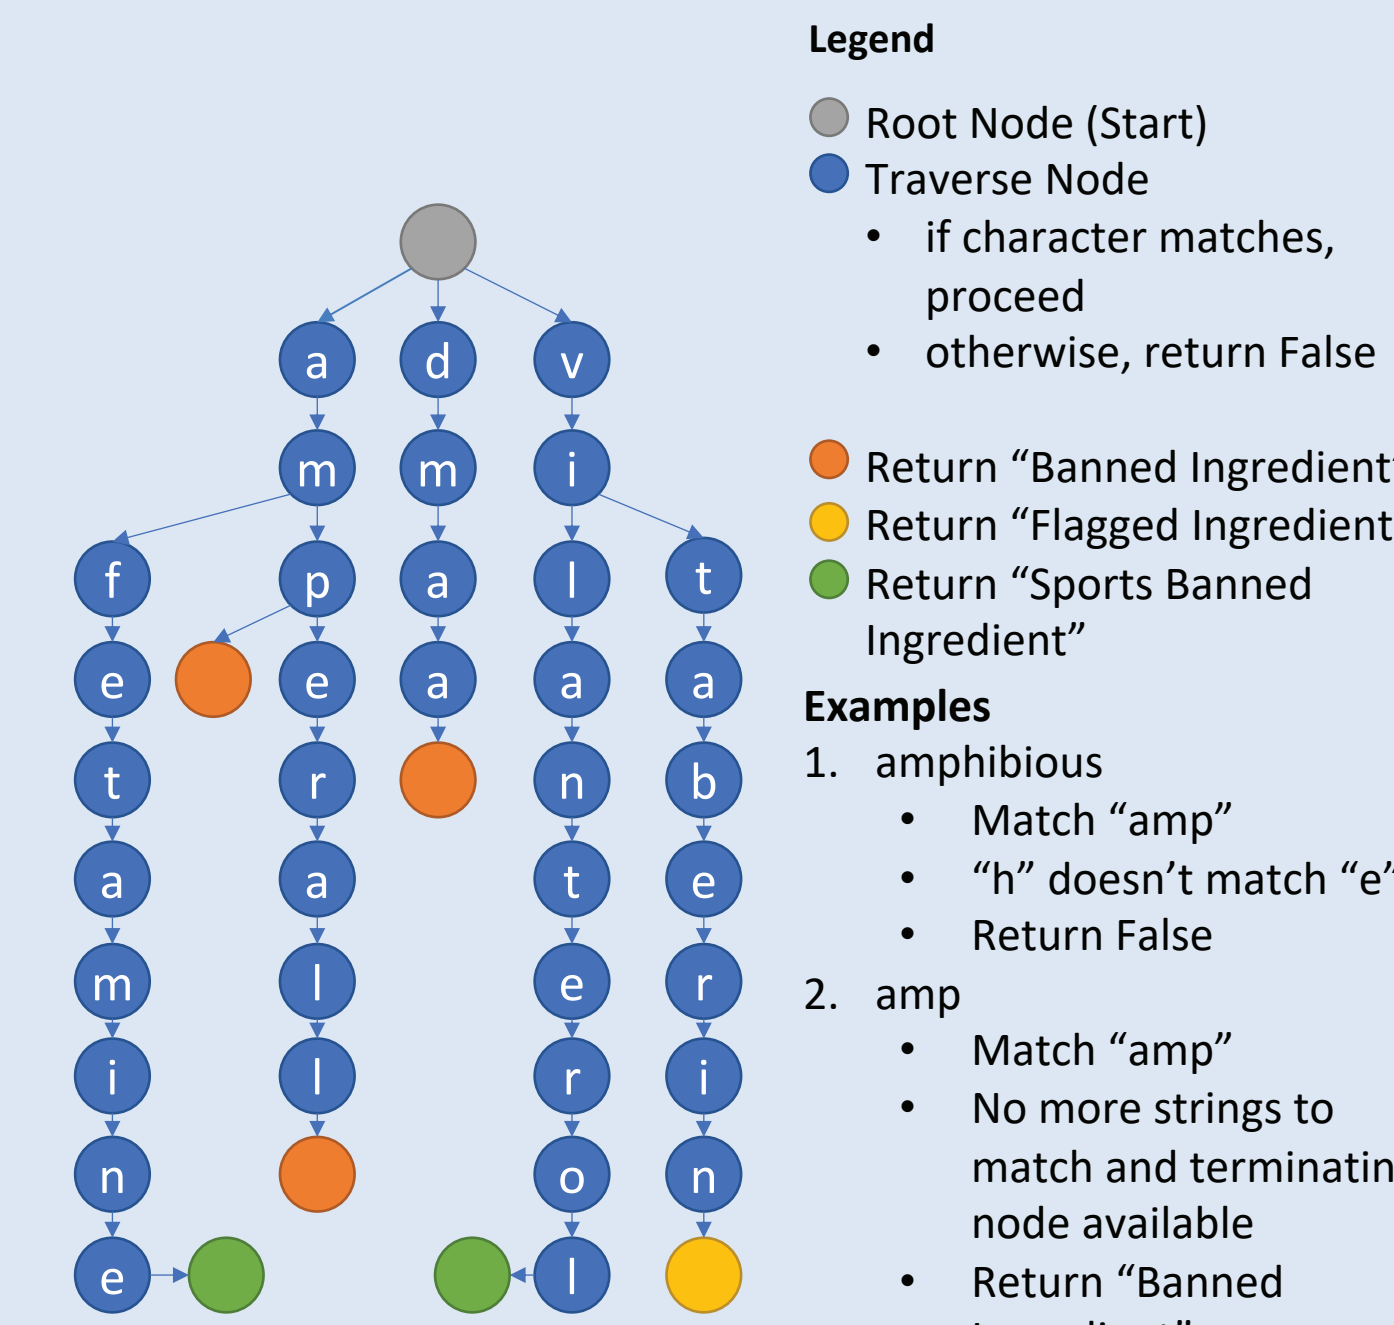 a d v
m m i
f p a l t
e e a a a
t r n b
a a t e
m l e r
i l r i
n o n
e l
Legend
Root Node (Start)
Traverse Node
• if character matches,
proceed
• otherwise, return False
Return “Banned Ingredient”
Return “Flagged Ingredient
Return “Sports Banned
Ingredient”
Examples
1. amphibious
• Match “amp”
• “h” doesn’t match “e”
• Return False
2. amp
• Match “amp”
• No more strings to
match and terminatin
node available
• Return “Banned